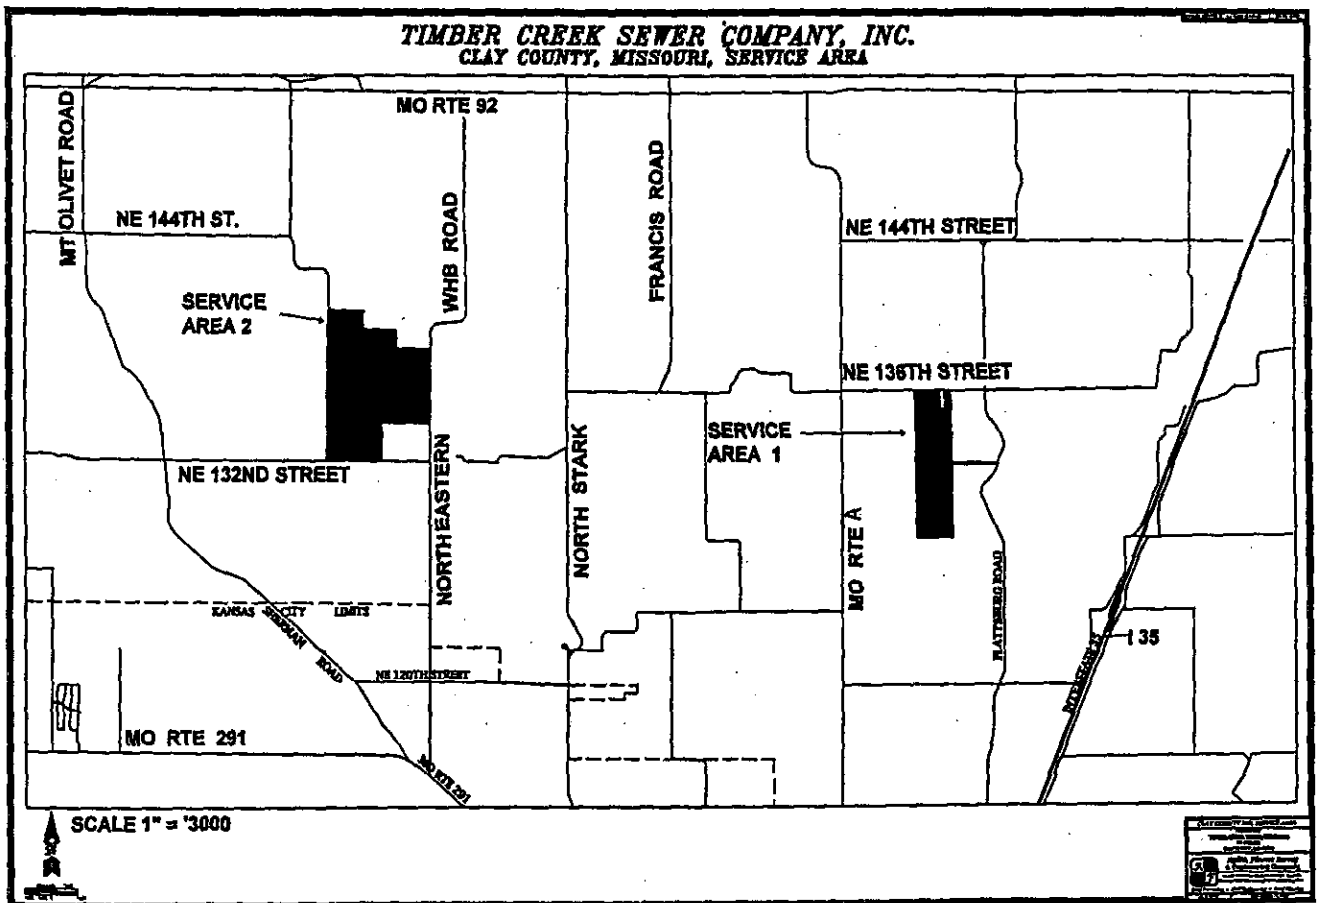 TIMBER CREEK SEWER COMPANY, INC.
CLAY COUNTY, MISSOURI, SERVICE AREA
MO RTE 92
MT OLIVET ROAD
NE 144TH ST.
WHB ROAD
FRANCIS ROAD
NE 144TH STREET
SERVICE
AREA 2
NE 136TH STREET
SERVICE
AREA 1
NE 132ND STREET
NORTH EASTERN
NORTH STARK
MO RTE A
PLATTSBURG ROAD
KANSAS CITY LIMITS
SHERMAN ROAD
NE 120TH STREET
INTERSTATE 35
I 35
MO RTE 291
MO RTE 291
SCALE 1" = '3000